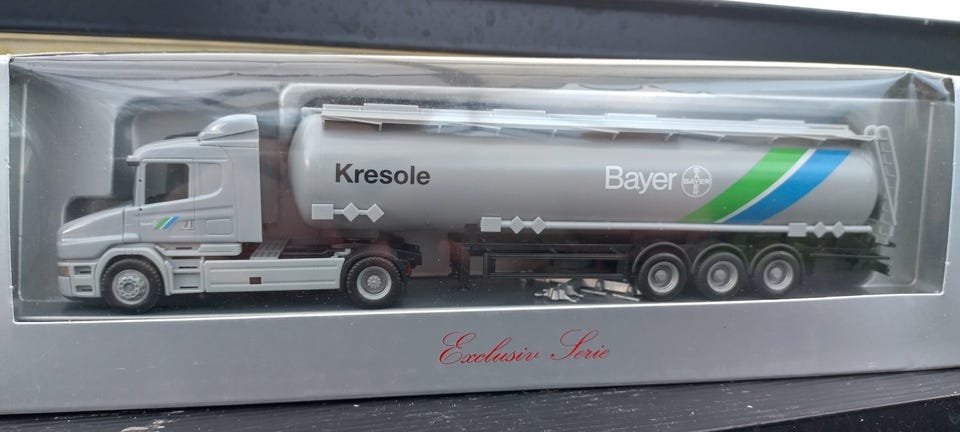 Kresole
Bayer
BAYER
Exclusiv Serie